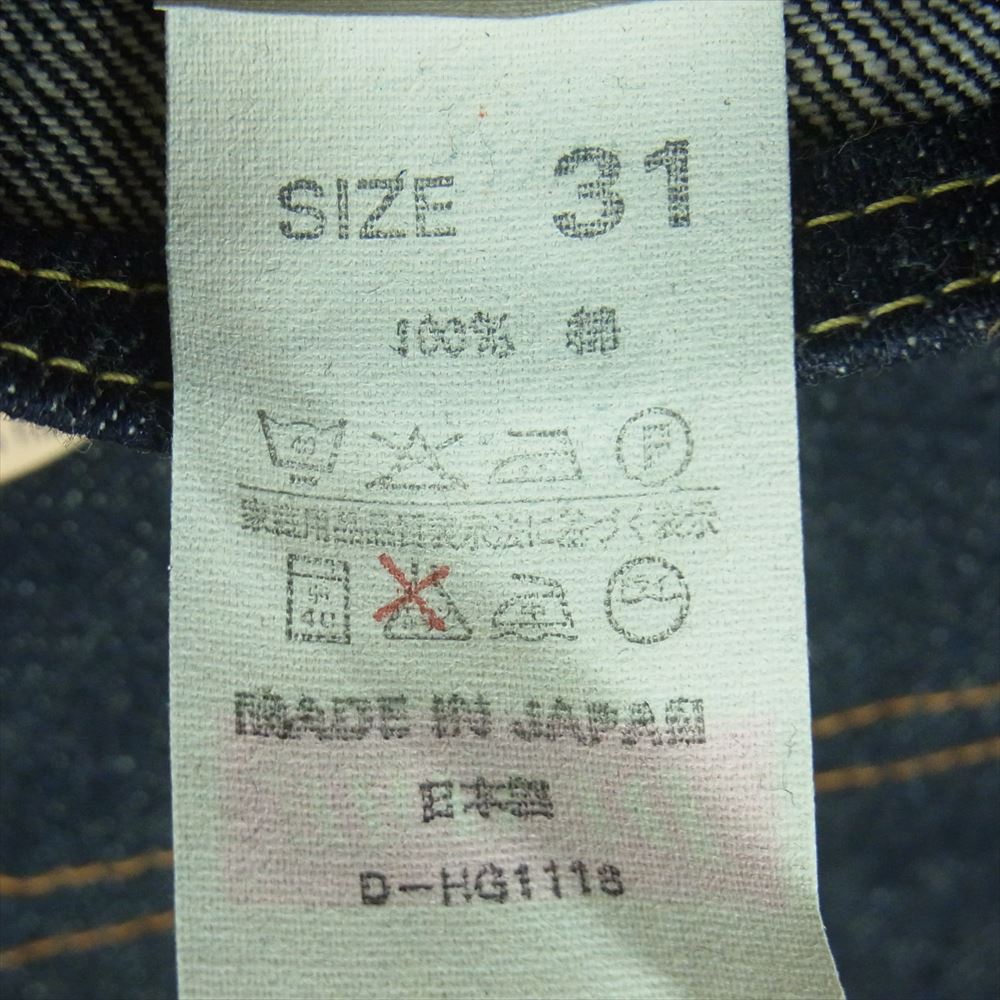 SIZE 31
100% 綿
家庭用品品質表示法に基づく表示
MADE IN JAPAN
日本製
D-HG1118